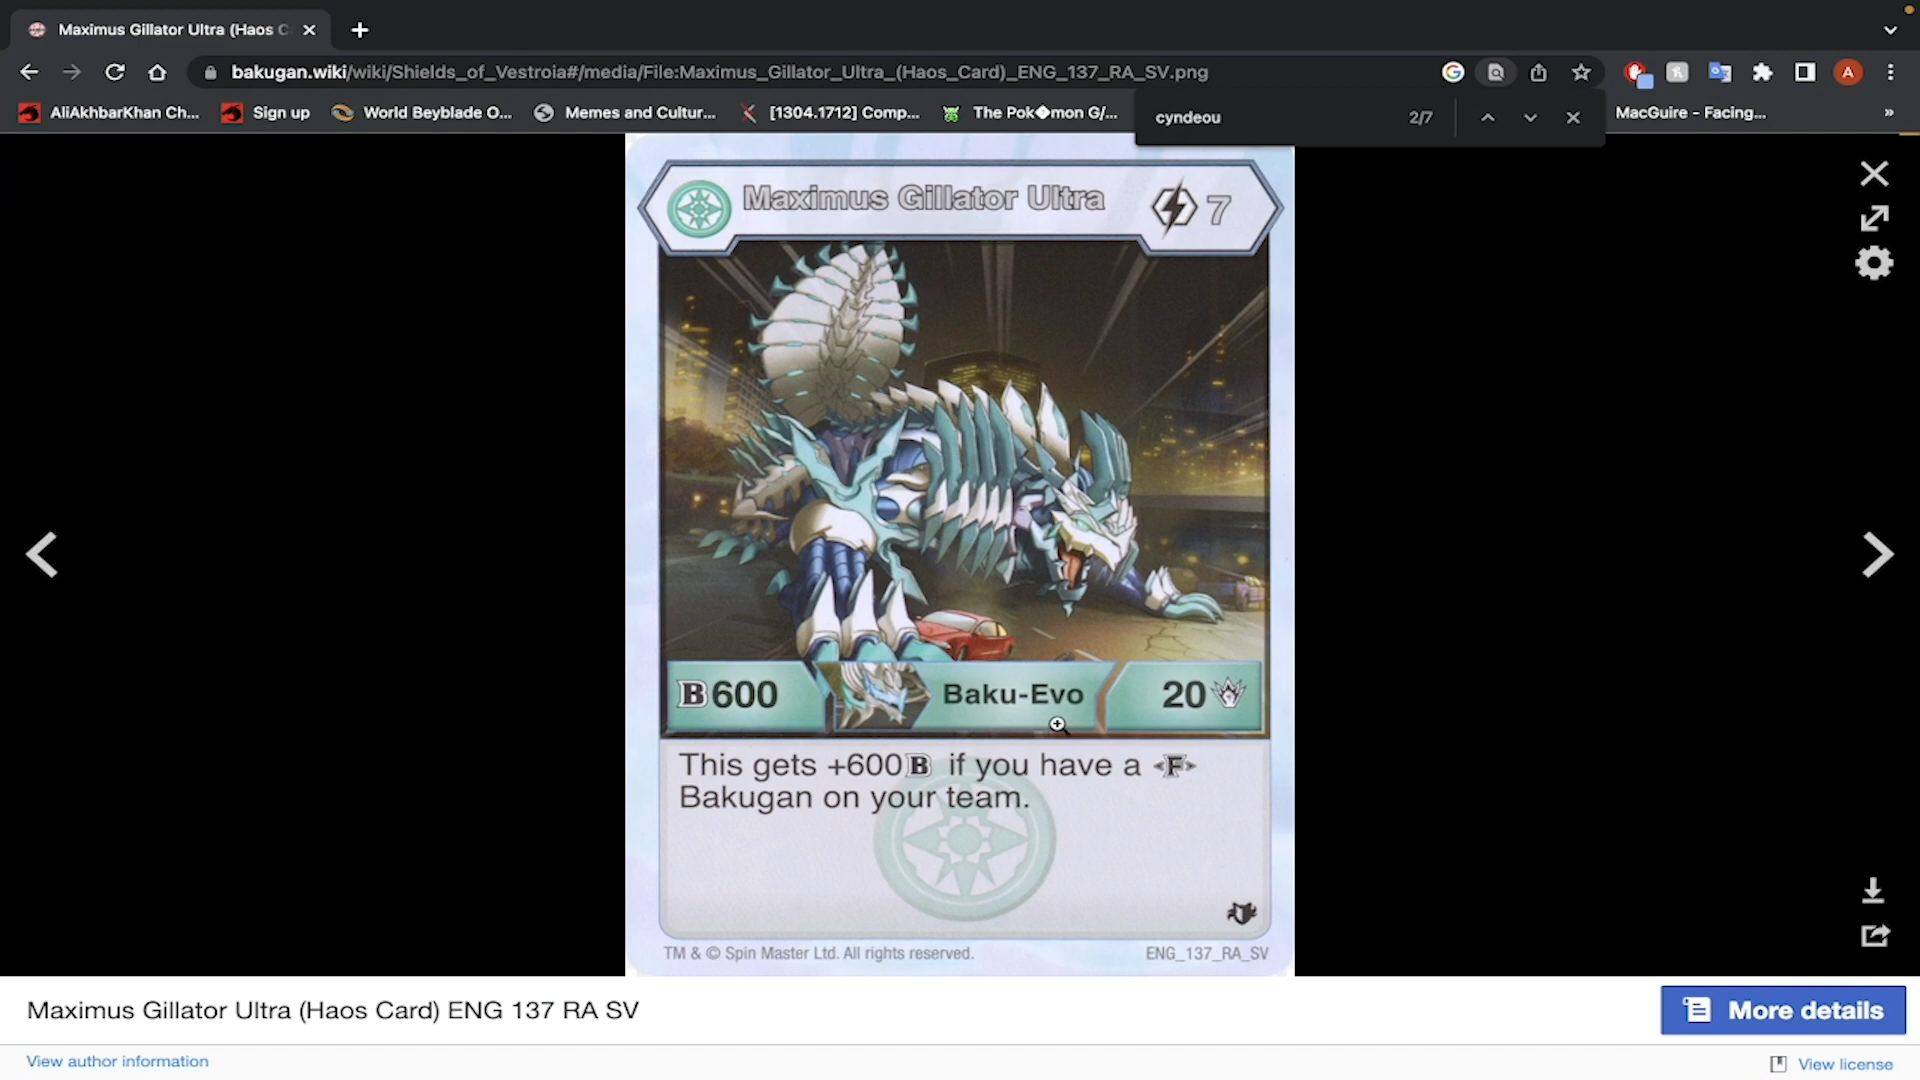 Maximus Gillator Ultra (Haos C
bakugan.wiki/wiki/Shields_of_Vestroia#/media/File:Maximus_Gillator_Ultra_(Haos_Card)_ENG_137_RA_SV.png
A
AliAkhbarKhan Ch... Sign up World Beyblade O... Memes and Cultur... [1304.1712] Comp... The Pok�mon G/... MacGuire - Facing... »
cyndeou 2/7
Maximus Gillator Ultra 7
B 600 Baku-Evo 20
This gets +600 B if you have a F
Bakugan on your team.
TM & © Spin Master Ltd. All rights reserved. ENG_137_RA_SV
Maximus Gillator Ultra (Haos Card) ENG 137 RA SV
More details
View author information
View license